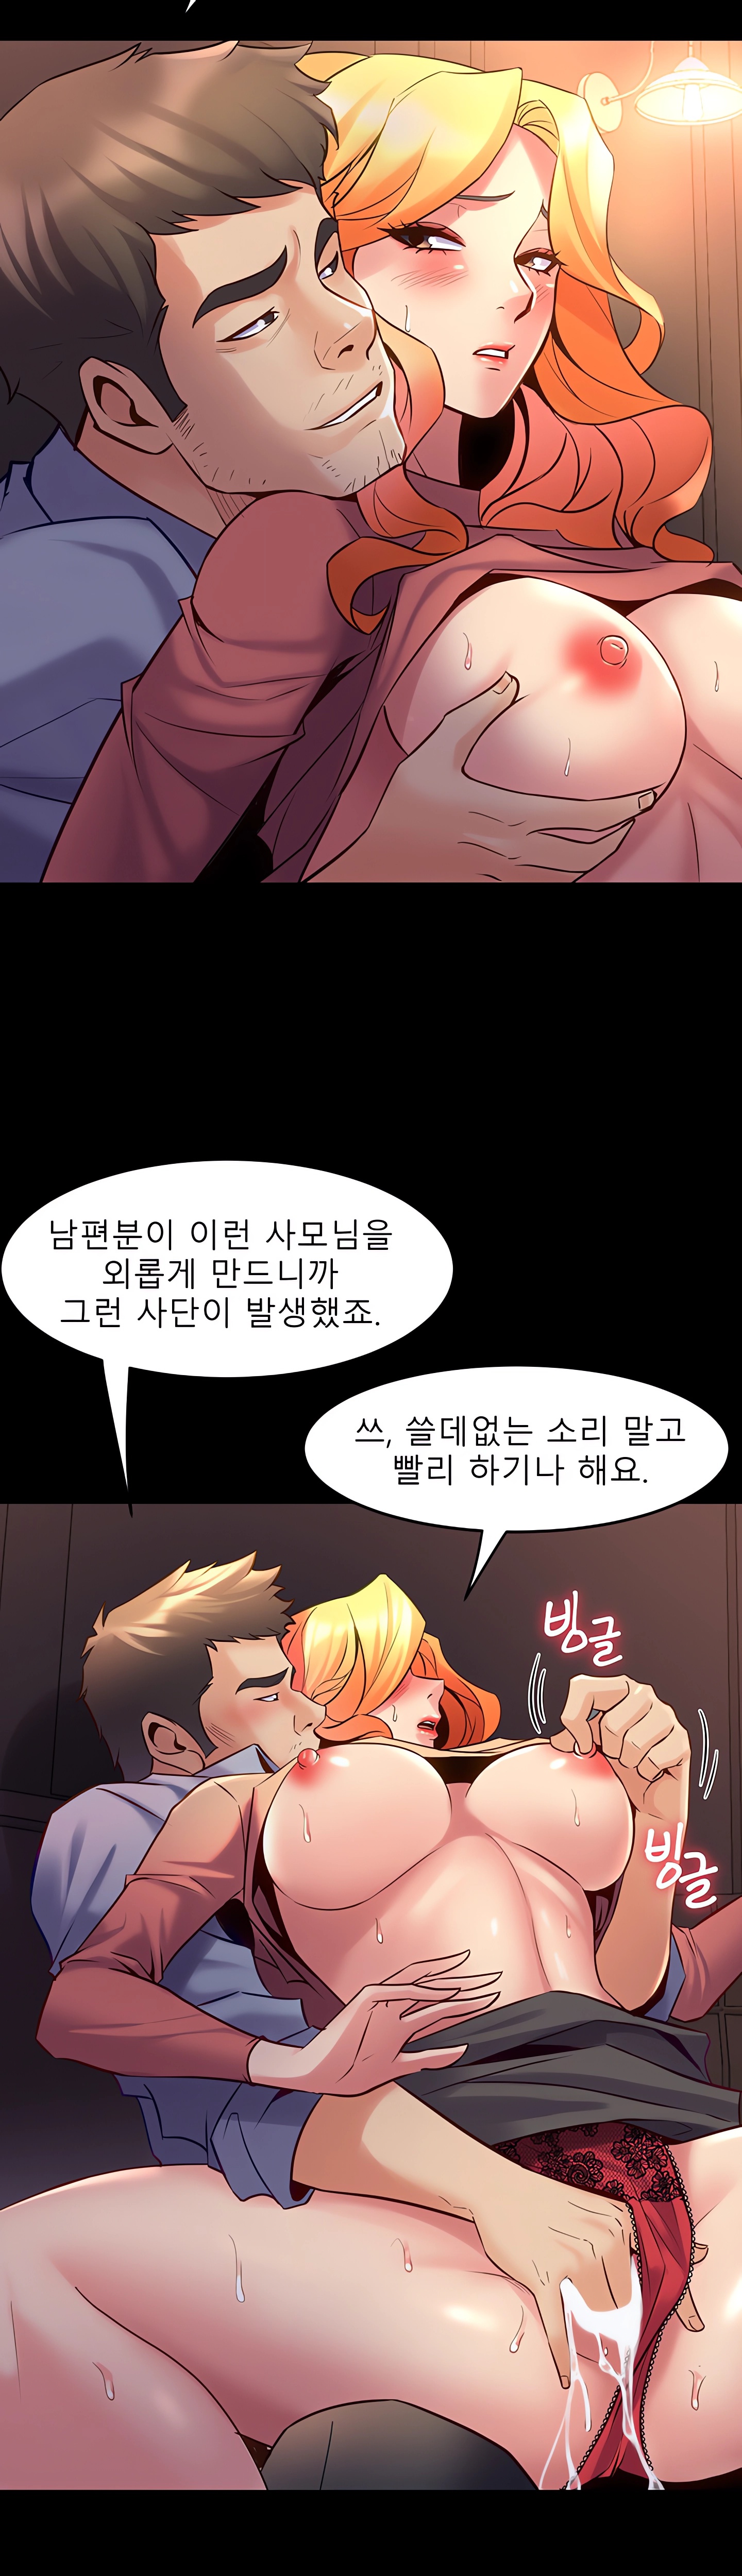 남편분이 이런 사모님을
외롭게 만드니까
그런 사단이 발생했죠.
쓰, 쓸데없는 소리 말고
빨리 하기나 해요.
빙글
빙글